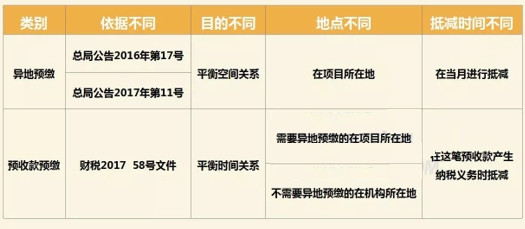 类别 依据不同 目的不同 地点不同 抵减时间不同
总局公告2016年第17号
异地预缴 平衡空间关系 在项目所在地 在当月进行抵减
总局公告2017年第11号
需要异地预缴的在项目所在地
预收款预缴 财税2017 58号文件 平衡时间关系 在这笔预收款产生
纳税义务时抵减
不需要异地预缴的在机构所在地